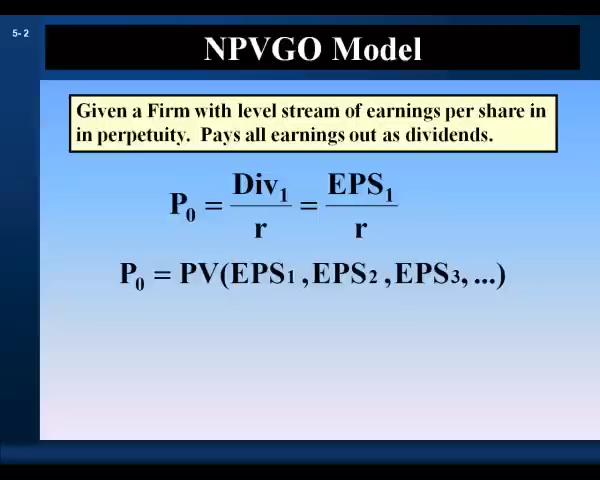 5- 2
NPVGO Model
Given a Firm with level stream of earnings per share in
in perpetuity. Pays all earnings out as dividends.
P₀ = Div₁ / r = EPS₁ / r
P₀ = PV(EPS₁ ,EPS₂ ,EPS₃, ...)